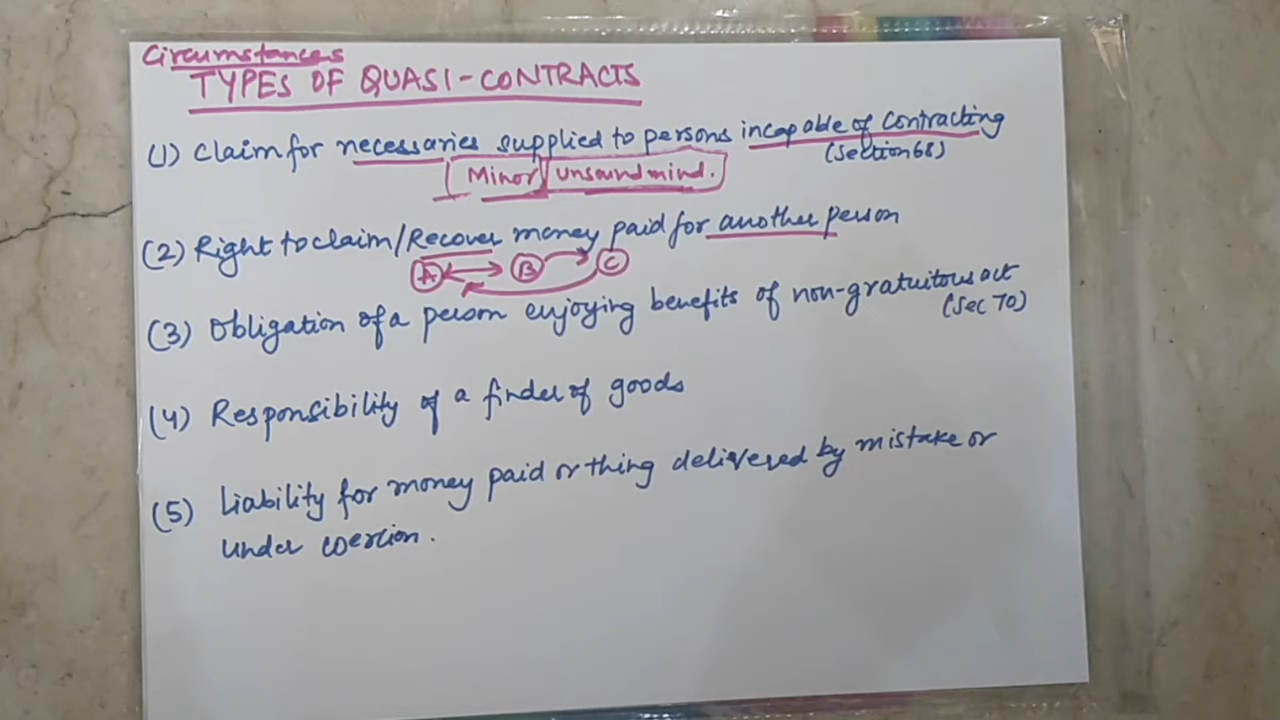 Circumstances
TYPES OF QUASI-CONTRACTS
(1) Claim for necessaries supplied to persons incapable of contracting
(Section 68)
Minor unsound mind.
(2) Right to claim/Recover money paid for another person
A B C
(3) Obligation of a person enjoying benefits of non-gratuitous act
(Sec 70)
(4) Responsibility of a finder of goods
(5) Liability for money paid or thing delivered by mistake or
under coercion.